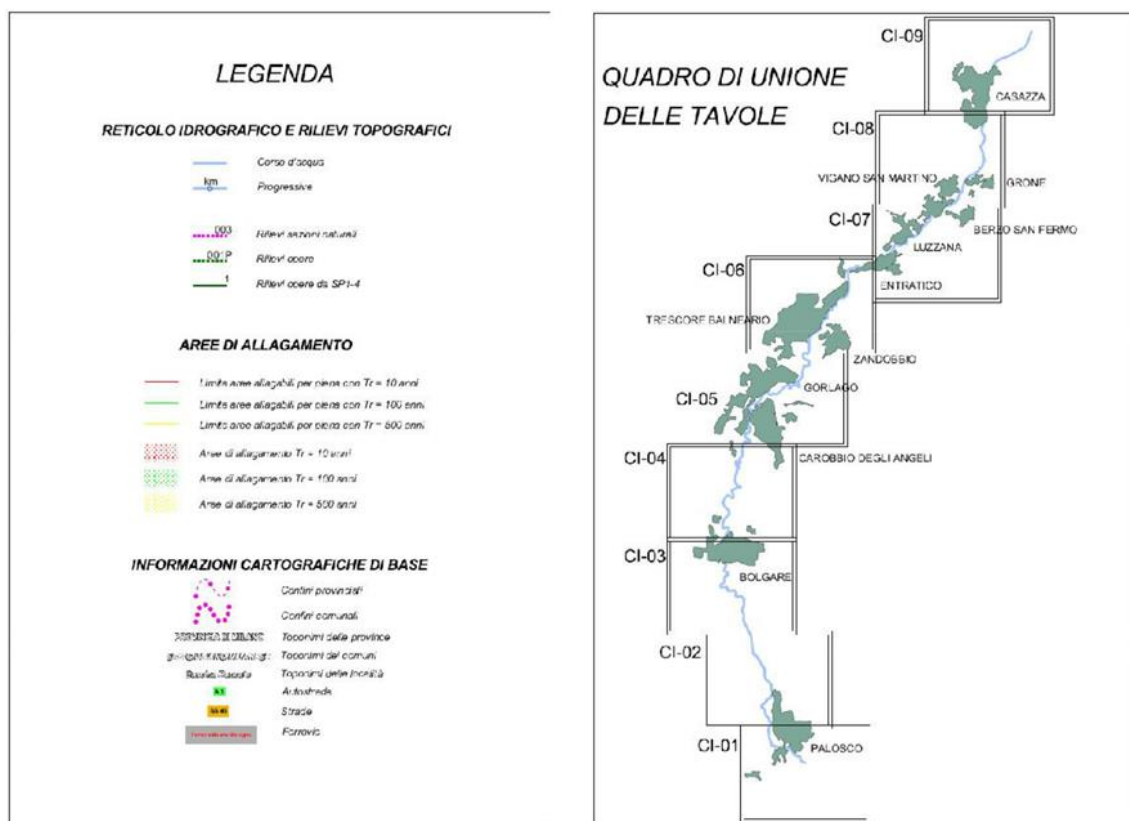 LEGENDA
RETICOLO IDROGRAFICO E RILIEVI TOPOGRAFICI
Corso d'acqua
km
Progressive
003
Rilievi sezioni naturali
001P
Rilievi opere
1
Rilievi opere da SP1-4
AREE DI ALLAGAMENTO
Limite aree allagabili per piena con Tr = 10 anni
Limite aree allagabili per piena con Tr = 100 anni
Limite aree allagabili per piena con Tr = 500 anni
Aree di allagamento Tr = 10 anni
Aree di allagamento Tr = 100 anni
Aree di allagamento Tr = 500 anni
INFORMAZIONI CARTOGRAFICHE DI BASE
Confini provinciali
Confini comunali
Toponimi delle province
Toponimi dei comuni
Toponimi delle località
Autostrade
Strade
Ferrovie
QUADRO DI UNIONE
DELLE TAVOLE
CI-09
CASAZZA
CI-08
VIGANO SAN MARTINO
GRONE
CI-07
BERZO SAN FERMO
LUZZANA
CI-06
ENTRATICO
TRESCORE BALNEARIO
ZANDOBBIO
GORLAGO
CI-05
CI-04
CAROBBIO DEGLI ANGELI
CI-03
BOLGARE
CI-02
CI-01
PALOSCO